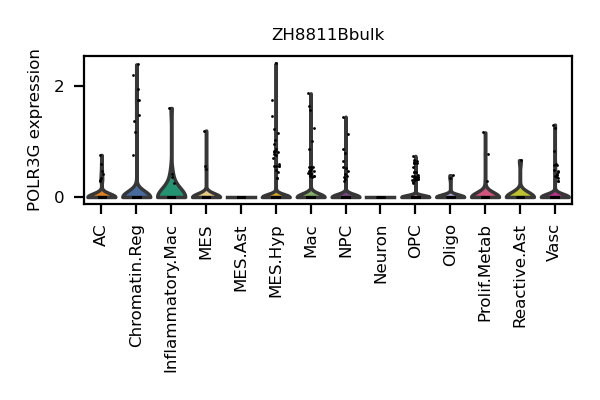 ZH8811Bbulk
POLR3G expression
2
0
AC
Chromatin.Reg
Inflammatory.Mac
MES
MES.Ast
MES.Hyp
Mac
NPC
Neuron
OPC
Oligo
Prolif.Metab
Reactive.Ast
Vasc